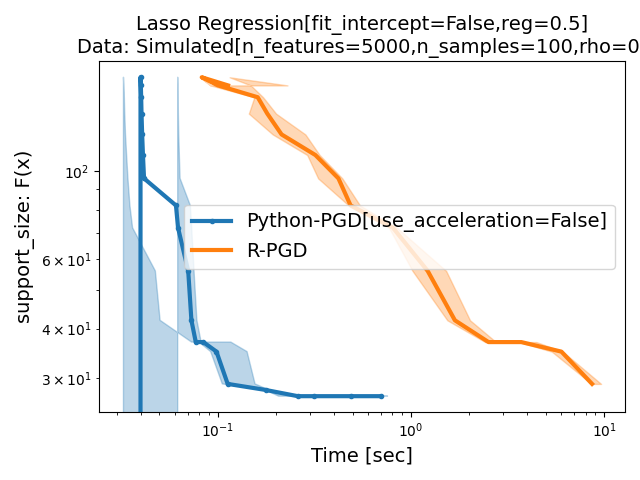 Lasso Regression[fit_intercept=False,reg=0.5]
Data: Simulated[n_features=5000,n_samples=100,rho=0
support_size: F(x)
10²
6 × 10¹
4 × 10¹
3 × 10¹
Python-PGD[use_acceleration=False]
R-PGD
10⁻¹
10⁰
10¹
Time [sec]